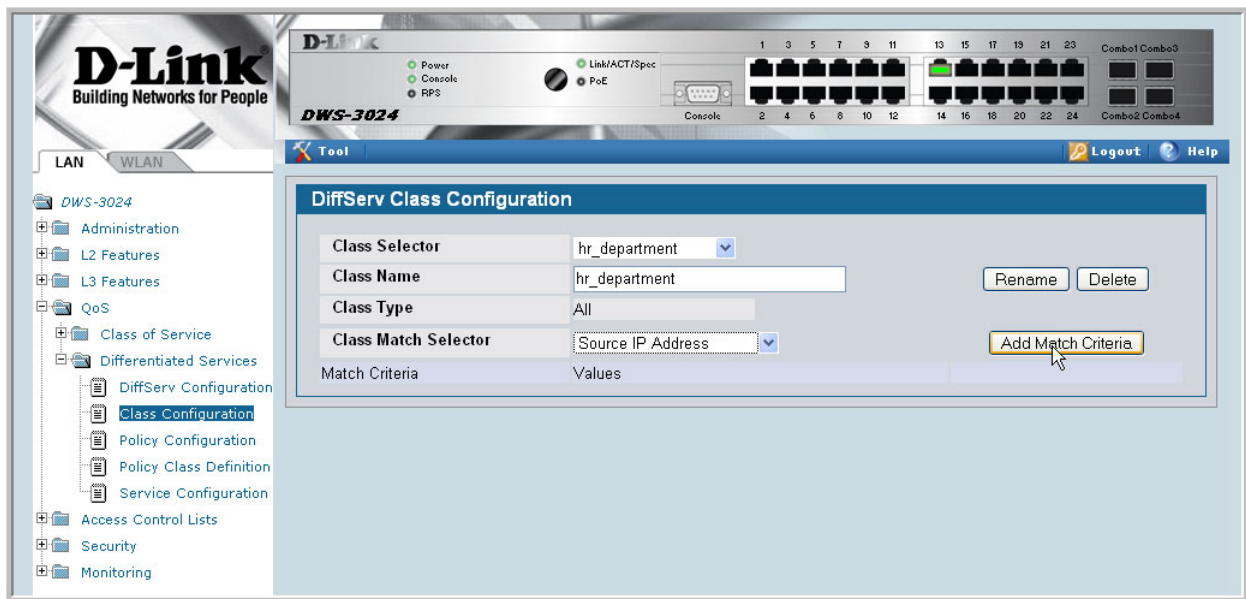 D-Link
Building Networks for People
D-Link
Power
Console
RPS
Link/ACT/Spec
PoE
DWS-3024
Console
1 3 5 7 9 11 13 15 17 19 21 23 Combo1 Combo3
2 4 6 8 10 12 14 16 18 20 22 24 Combo2 Combo4
LAN WLAN
Tool Logout Help
DWS-3024
Administration
L2 Features
L3 Features
QoS
Class of Service
Differentiated Services
DiffServ Configuration
Class Configuration
Policy Configuration
Policy Class Definition
Service Configuration
Access Control Lists
Security
Monitoring
DiffServ Class Configuration
Class Selector hr_department
Class Name hr_department Rename Delete
Class Type All
Class Match Selector Source IP Address Add Match Criteria
Match Criteria Values